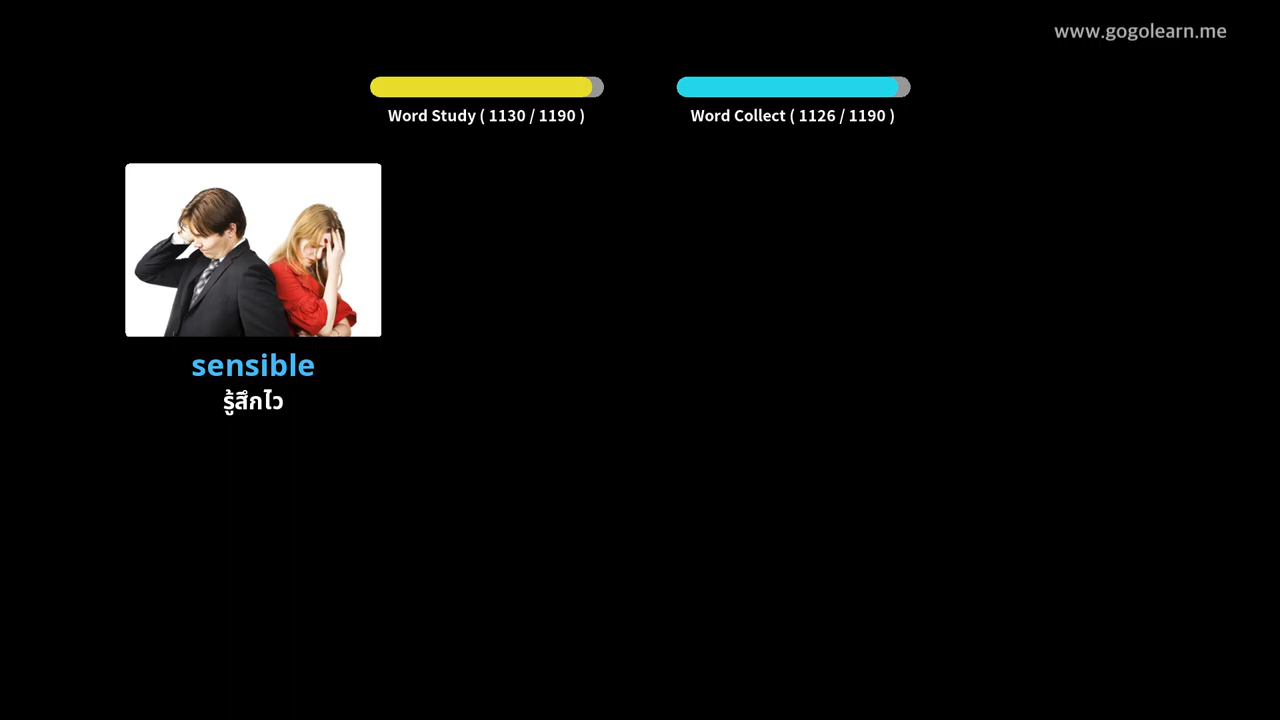 www.gogolearn.me
Word Study ( 1130 / 1190 )
Word Collect ( 1126 / 1190 )
sensible
รู้สึกไว